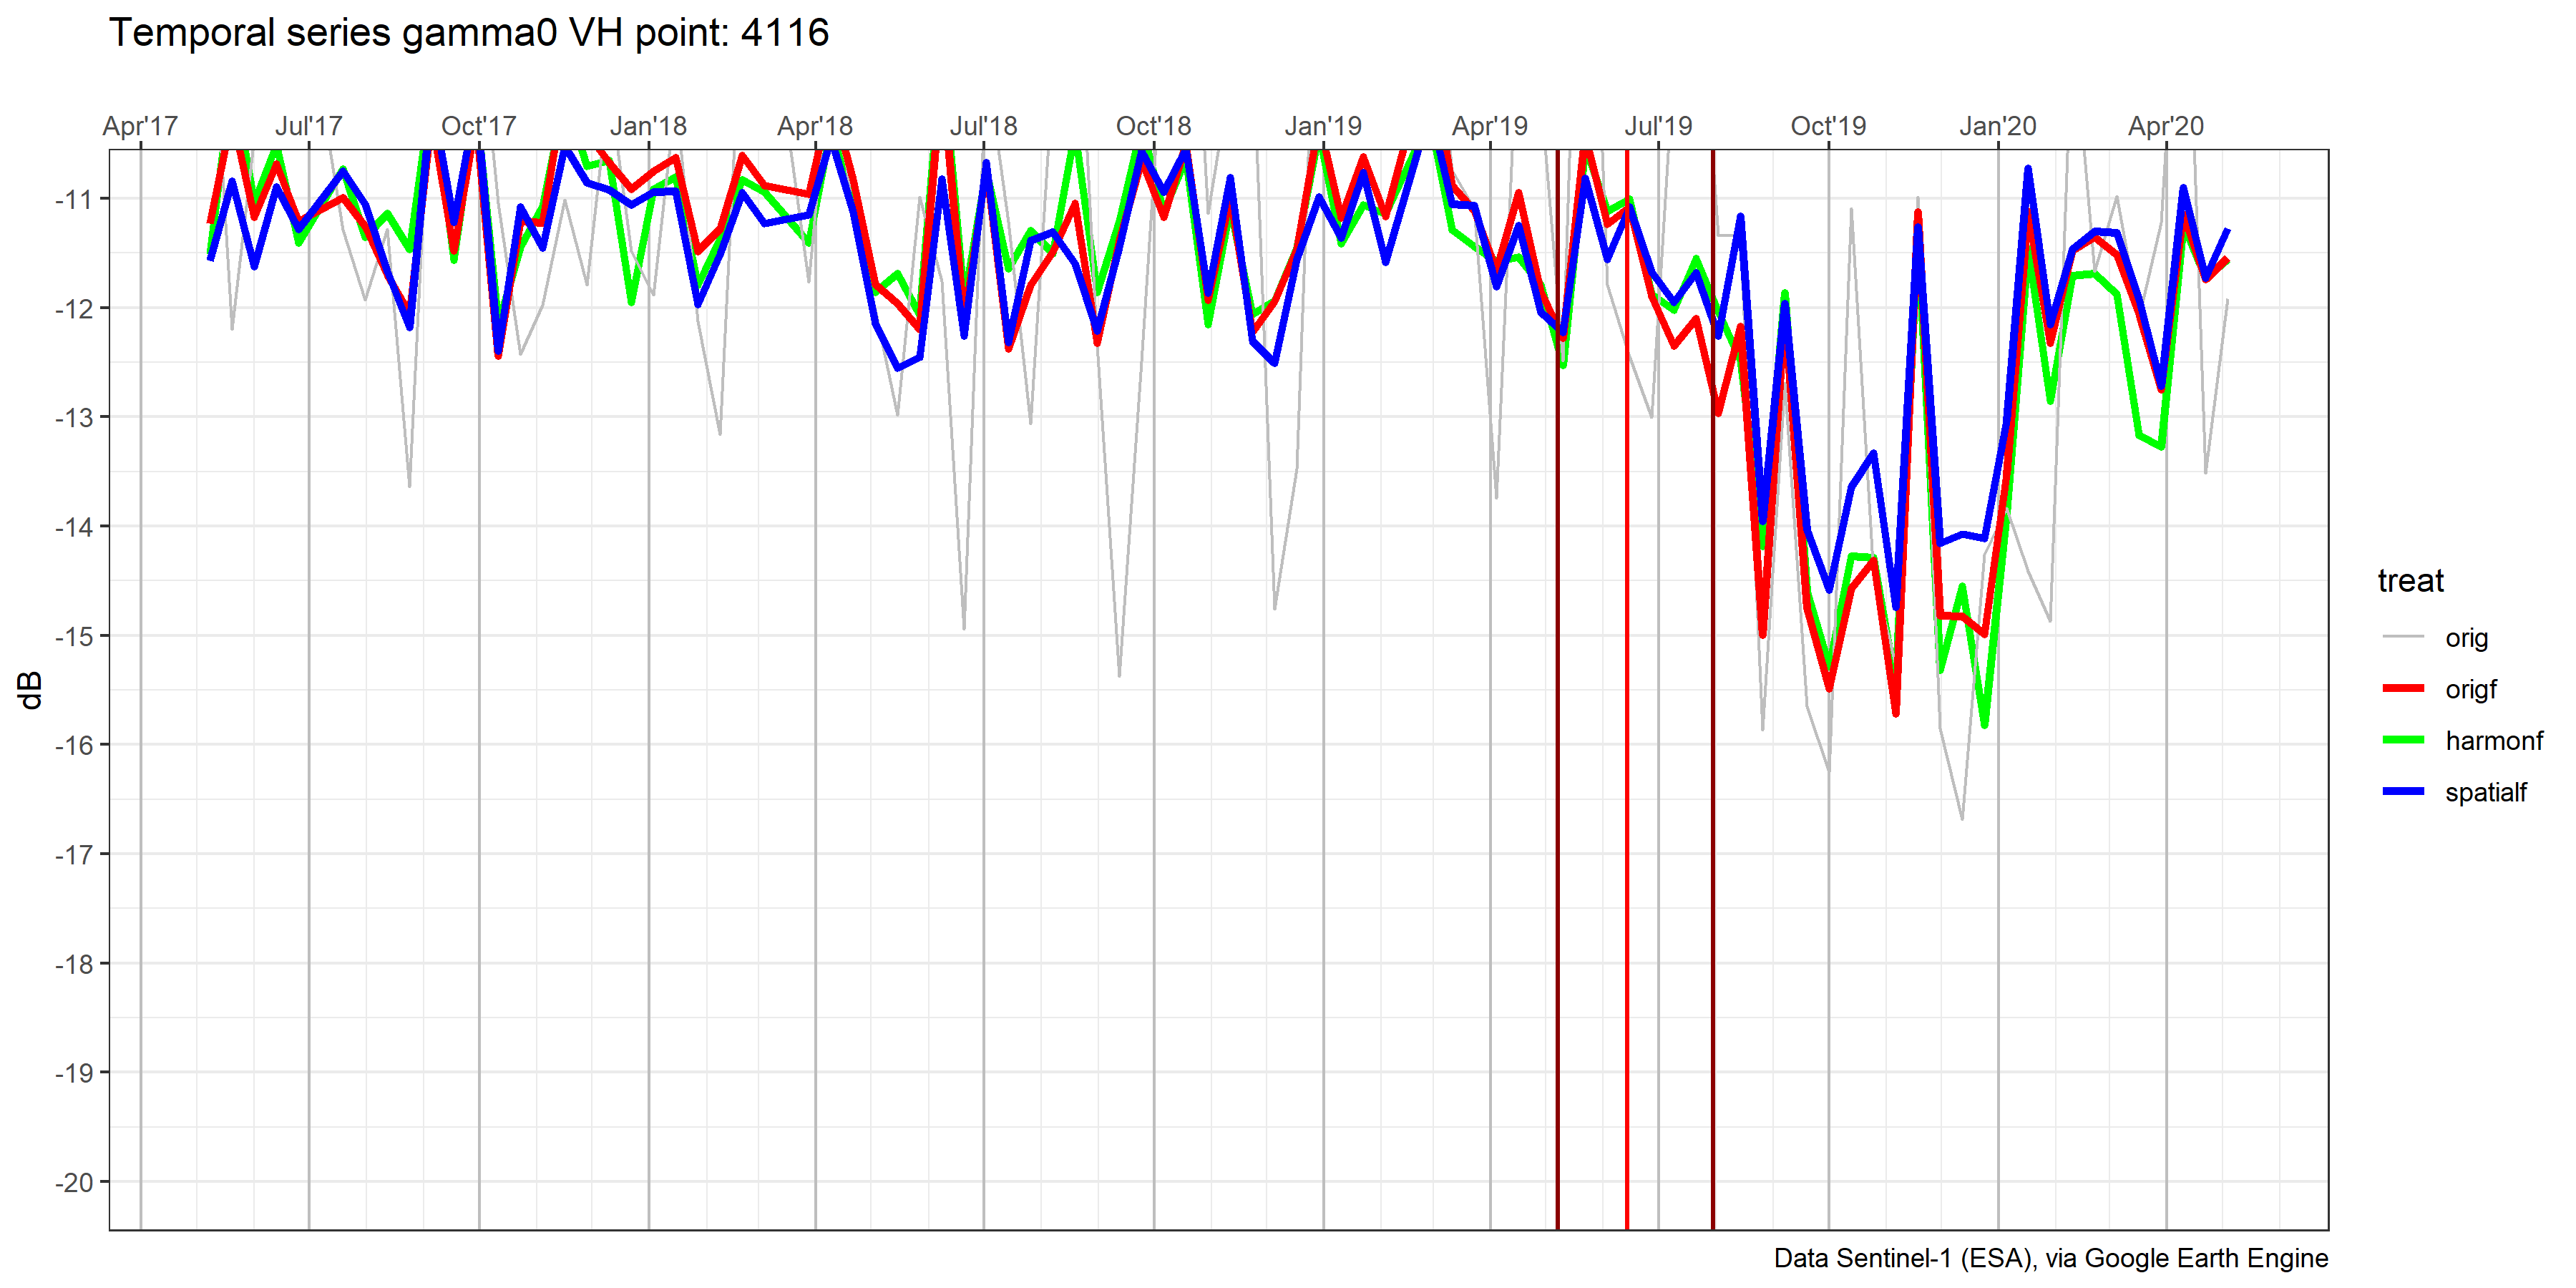 Temporal series gamma0 VH point: 4116
Apr'17 Jul'17 Oct'17 Jan'18 Apr'18 Jul'18 Oct'18 Jan'19 Apr'19 Jul'19 Oct'19 Jan'20 Apr'20
-11
-12
-13
-14
-15
-16
-17
-18
-19
-20
dB
treat
orig
origf
harmonf
spatialf
Data Sentinel-1 (ESA), via Google Earth Engine